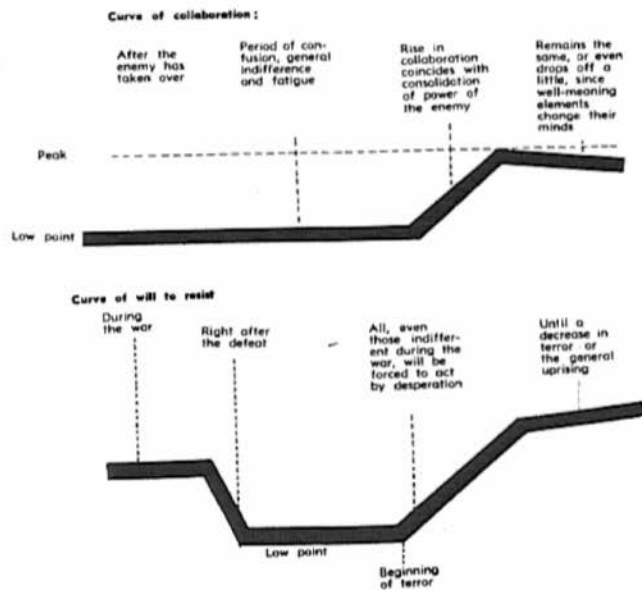 Curve of collaboration:
After the
enemy has
taken over
Period of con-
fusion, general
indifference
and fatigue
Rise in
collaboration
coincides with
consolidation
of power of
the enemy
Remains the
same, or even
drops off a
little, since
well-meaning
elements
change their
minds
Peak
Low point
Curve of will to resist
During
the war
Right after
the defeat
All, even
those indiffer-
ent during the
war, will be
forced to act
by desperation
Until a
decrease in
terror or
the general
uprising
Low point
Beginning
of terror